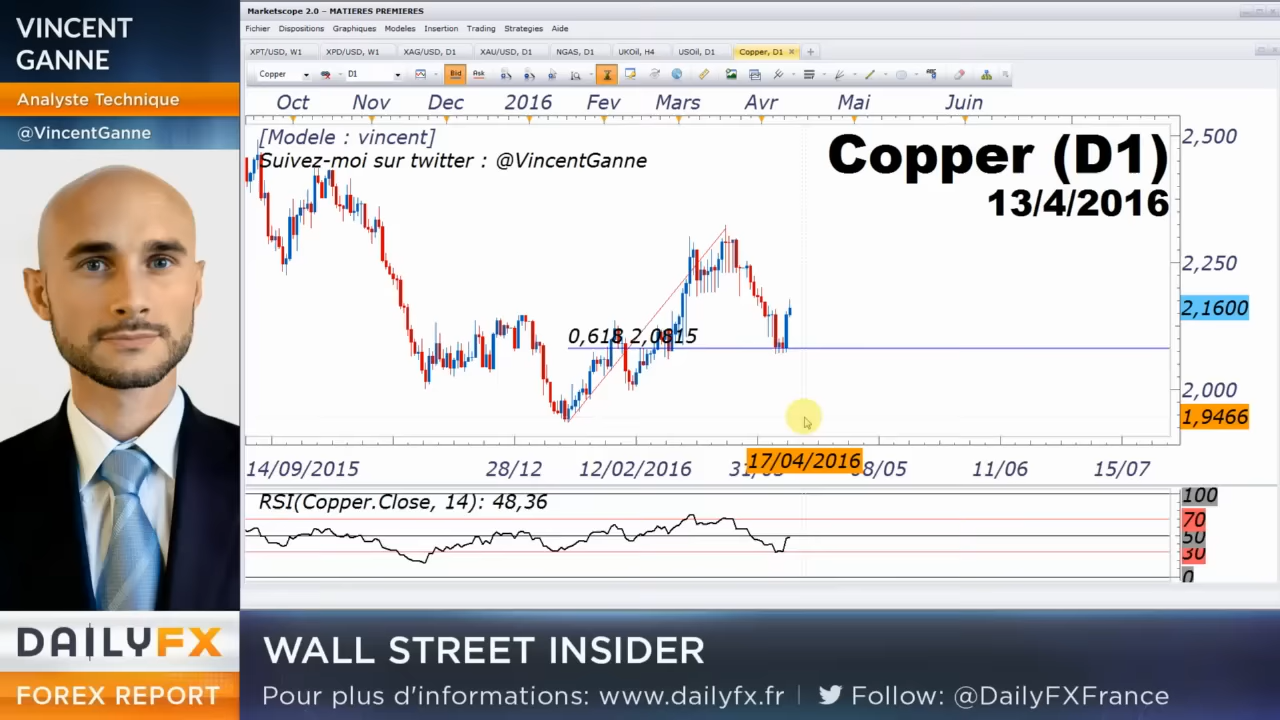 VINCENT
GANNE
Analyste Technique
@VincentGanne
DAILYFX
FOREX REPORT
Marketscope 2.0 – MATIERES PREMIERES
Fichier Dispositions Graphiques Modeles Insertion Trading Strategies Aide
XPT/USD, W1 XPD/USD, W1 XAG/USD, D1 XAU/USD, D1 NGAS, D1 UKOil, H4 USOil, D1 Copper, D1
Copper D1 Bid Ask
Oct Nov Dec 2016 Fev Mars Avr Mai Juin
[Modele : vincent]
Suivez-moi sur twitter : @VincentGanne
Copper (D1)
13/4/2016
2,500
2,250
2,1600
2,000
1,9466
0,618 2,0815
14/09/2015 28/12 12/02/2016 17/04/2016 11/06 15/07
RSI(Copper.Close, 14): 48,36
100
70
50
30
0
WALL STREET INSIDER
Pour plus d'informations: www.dailyfx.fr | Follow: @DailyFXFrance